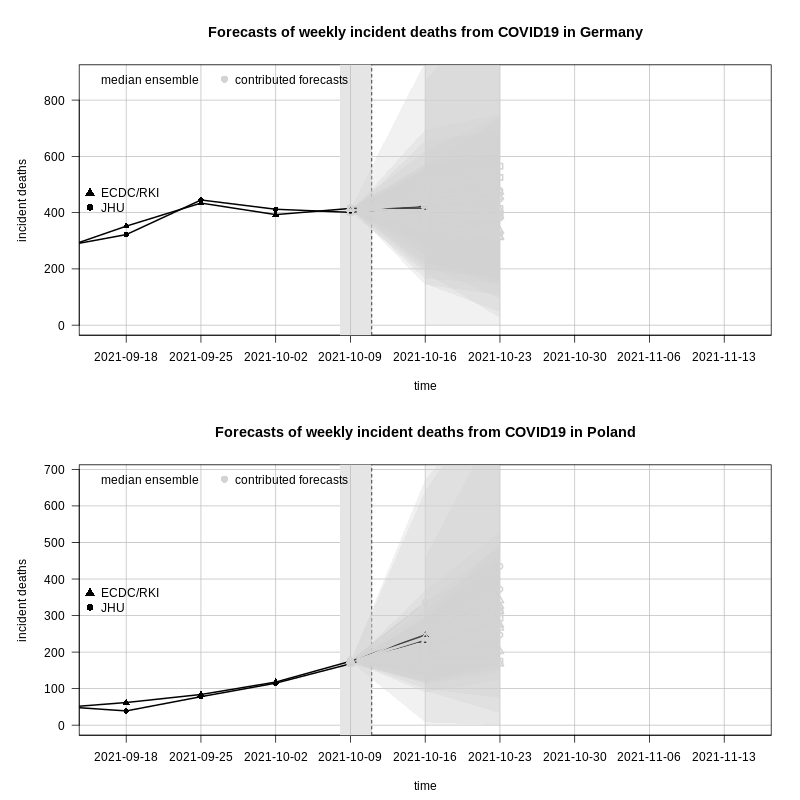 Forecasts of weekly incident deaths from COVID19 in Germany
median ensemble contributed forecasts
800
600
ECDC/RKI
JHU
400
200
0
incident deaths
2021-09-18 2021-09-25 2021-10-02 2021-10-09 2021-10-16 2021-10-23 2021-10-30 2021-11-06 2021-11-13
time
Forecasts of weekly incident deaths from COVID19 in Poland
700
median ensemble contributed forecasts
600
500
400
ECDC/RKI
JHU
300
200
100
0
incident deaths
2021-09-18 2021-09-25 2021-10-02 2021-10-09 2021-10-16 2021-10-23 2021-10-30 2021-11-06 2021-11-13
time